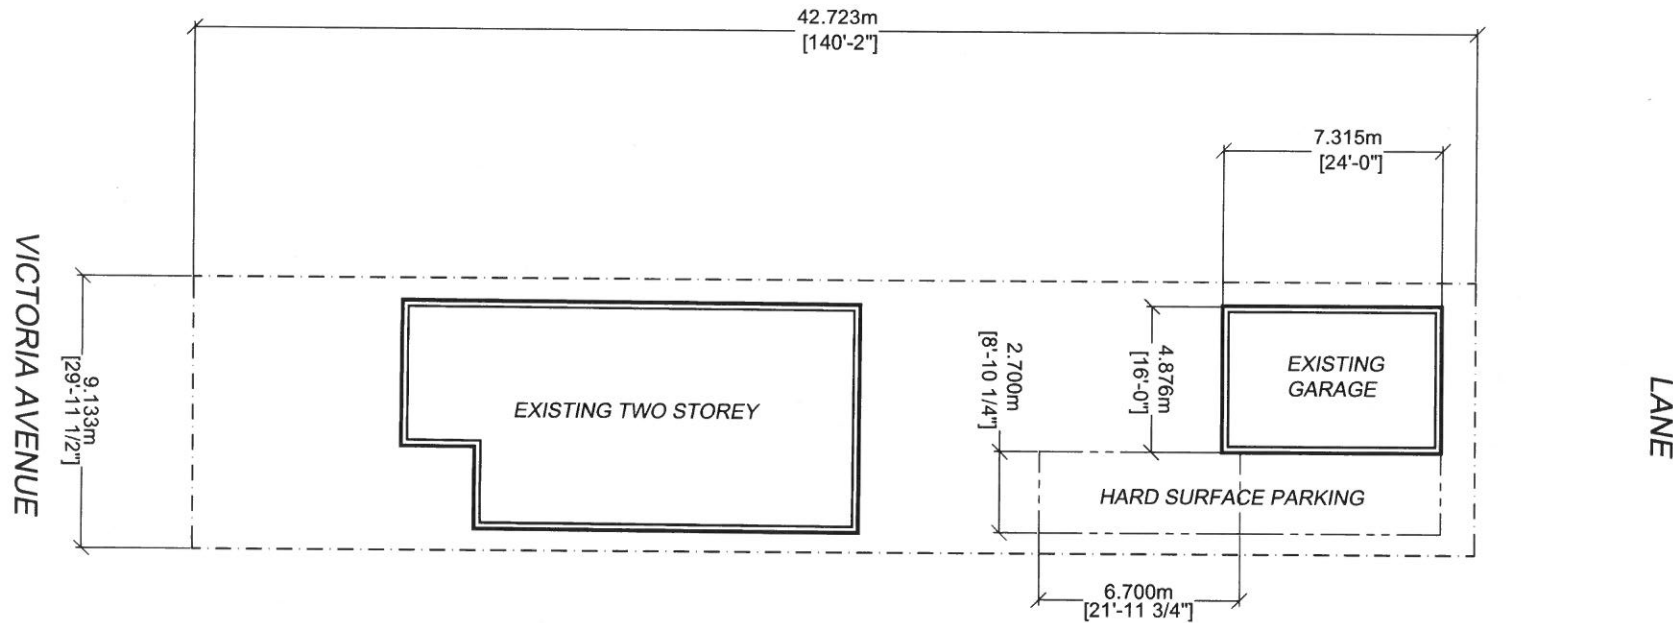 42.723m
[140'-2"]
7.315m
[24'-0"]
VICTORIA AVENUE
9.133m
[29'-11 1/2"]
EXISTING TWO STOREY
2.700m
[8'-10 1/4"]
4.876m
[16'-0"]
EXISTING
GARAGE
LANE
HARD SURFACE PARKING
6.700m
[21'-11 3/4"]